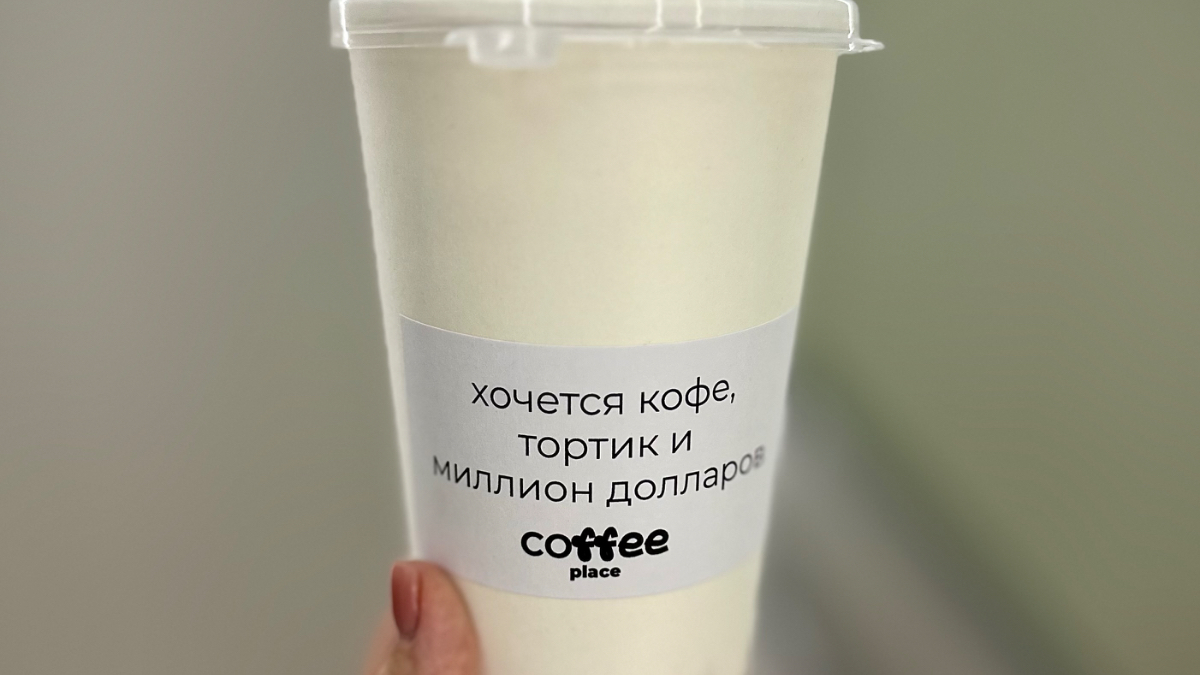 хочется кофе,
тортик и
миллион долларов
coffee
place